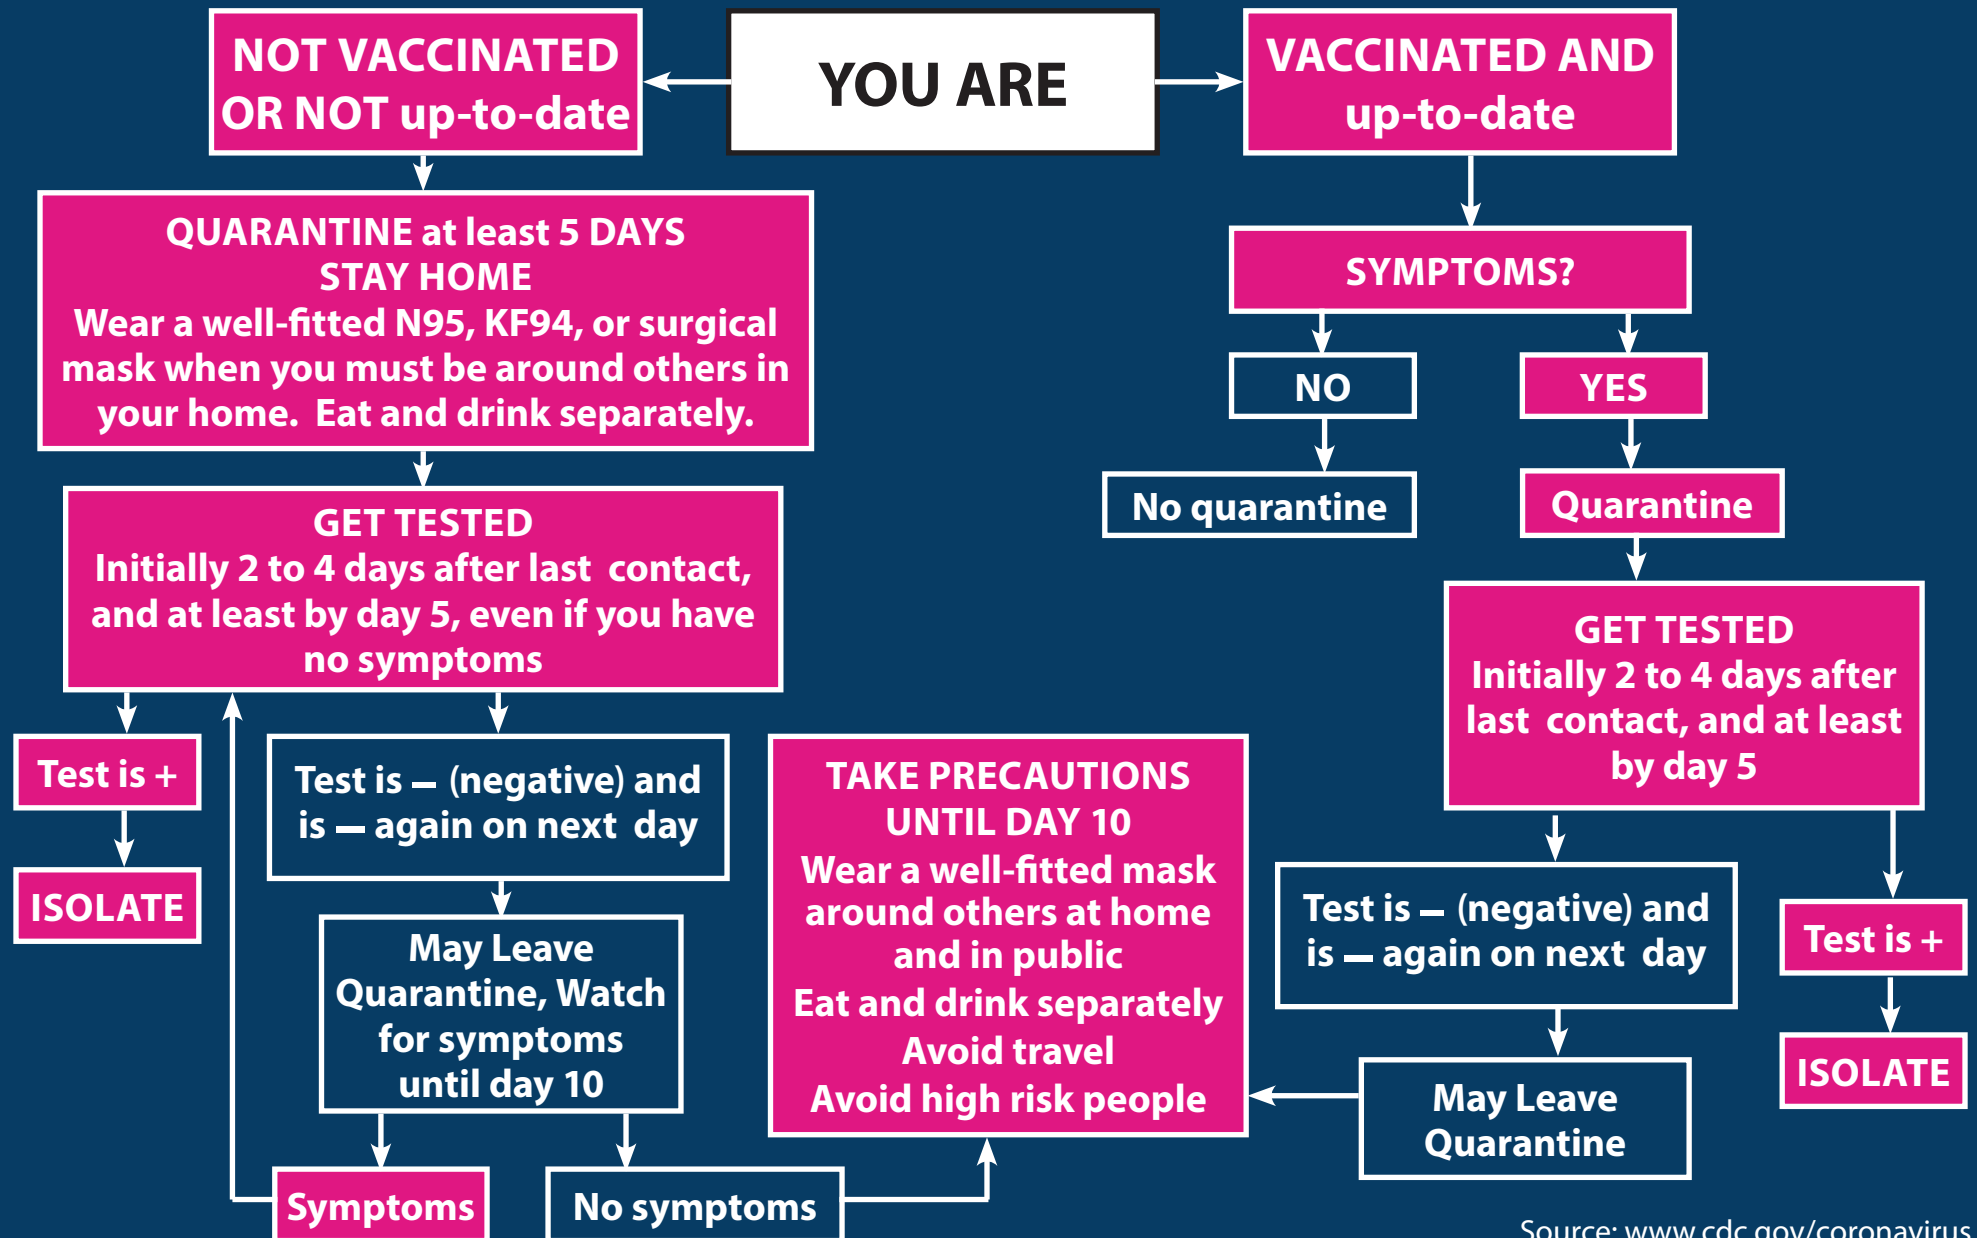 YOU ARE
NOT VACCINATED
OR NOT up-to-date
QUARANTINE at least 5 DAYS
STAY HOME
Wear a well-fitted N95, KF94, or surgical
mask when you must be around others in
your home. Eat and drink separately.
GET TESTED
Initially 2 to 4 days after last contact,
and at least by day 5, even if you have
no symptoms
Test is +
ISOLATE
Test is – (negative) and
is — again on next day
May Leave
Quarantine, Watch
for symptoms
until day 10
Symptoms
No symptoms
TAKE PRECAUTIONS
UNTIL DAY 10
Wear a well-fitted mask
around others at home
and in public
Eat and drink separately
Avoid travel
Avoid high risk people
VACCINATED AND
up-to-date
SYMPTOMS?
NO
No quarantine
YES
Quarantine
GET TESTED
Initially 2 to 4 days after
last contact, and at least
by day 5
Test is – (negative) and
is — again on next day
May Leave
Quarantine
Test is +
ISOLATE
Source: www.cdc.gov/coronavirus